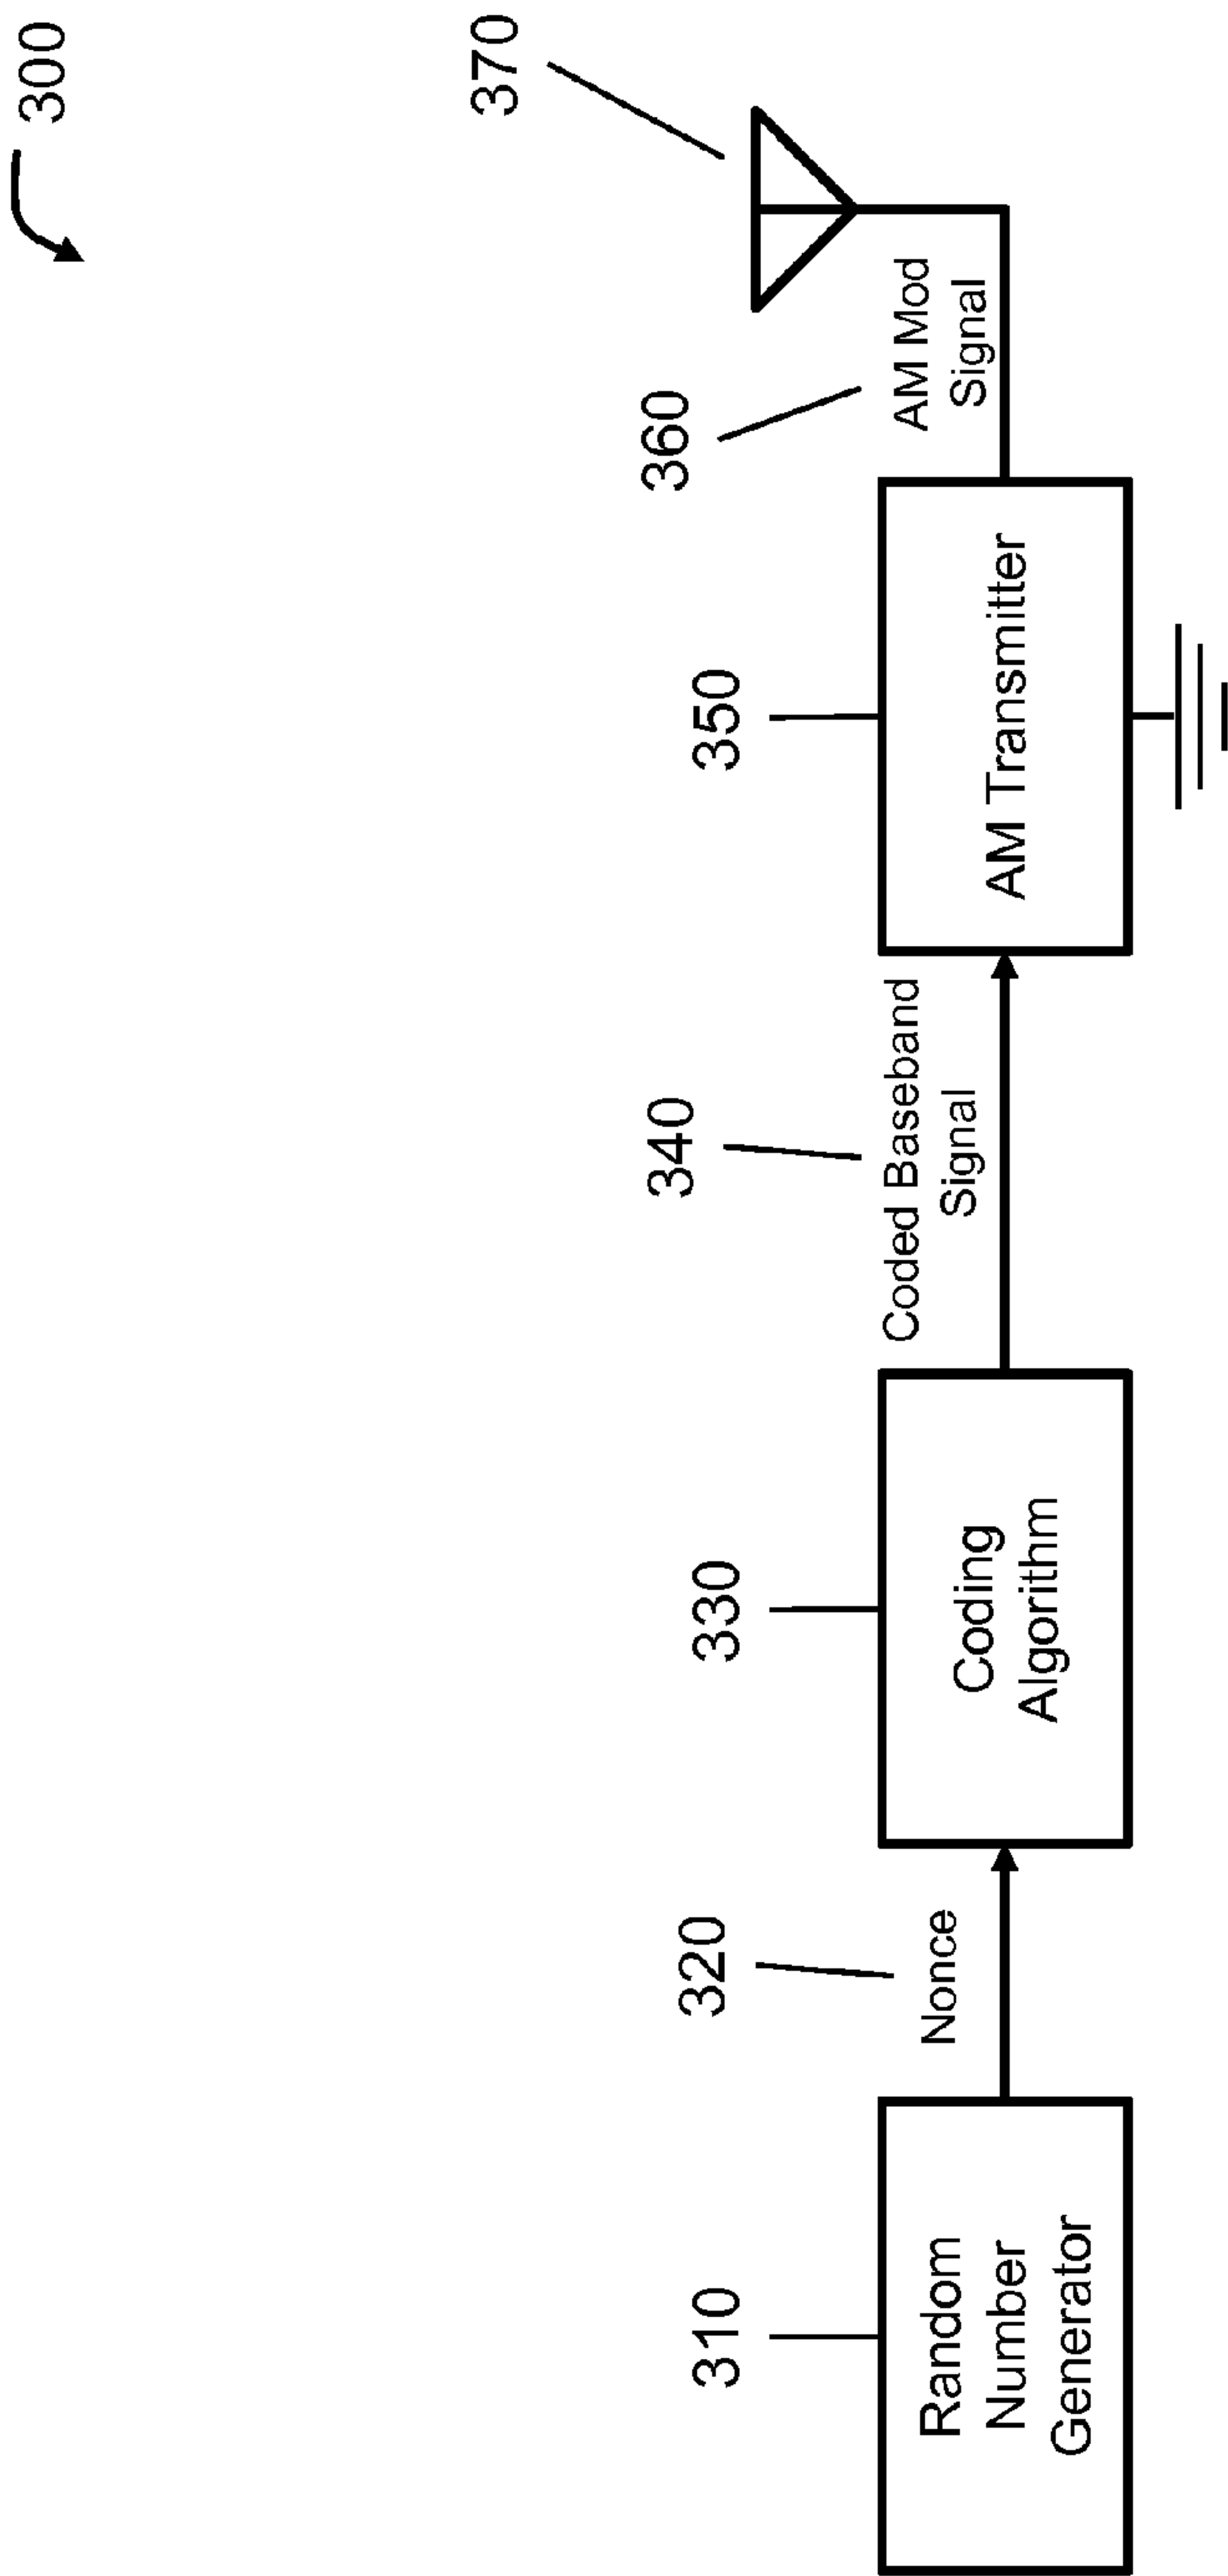 300
370
360
AM Mod
Signal
350
AM Transmitter
340
Coded Baseband
Signal
330
Coding
Algorithm
320
Nonce
310
Random
Number
Generator